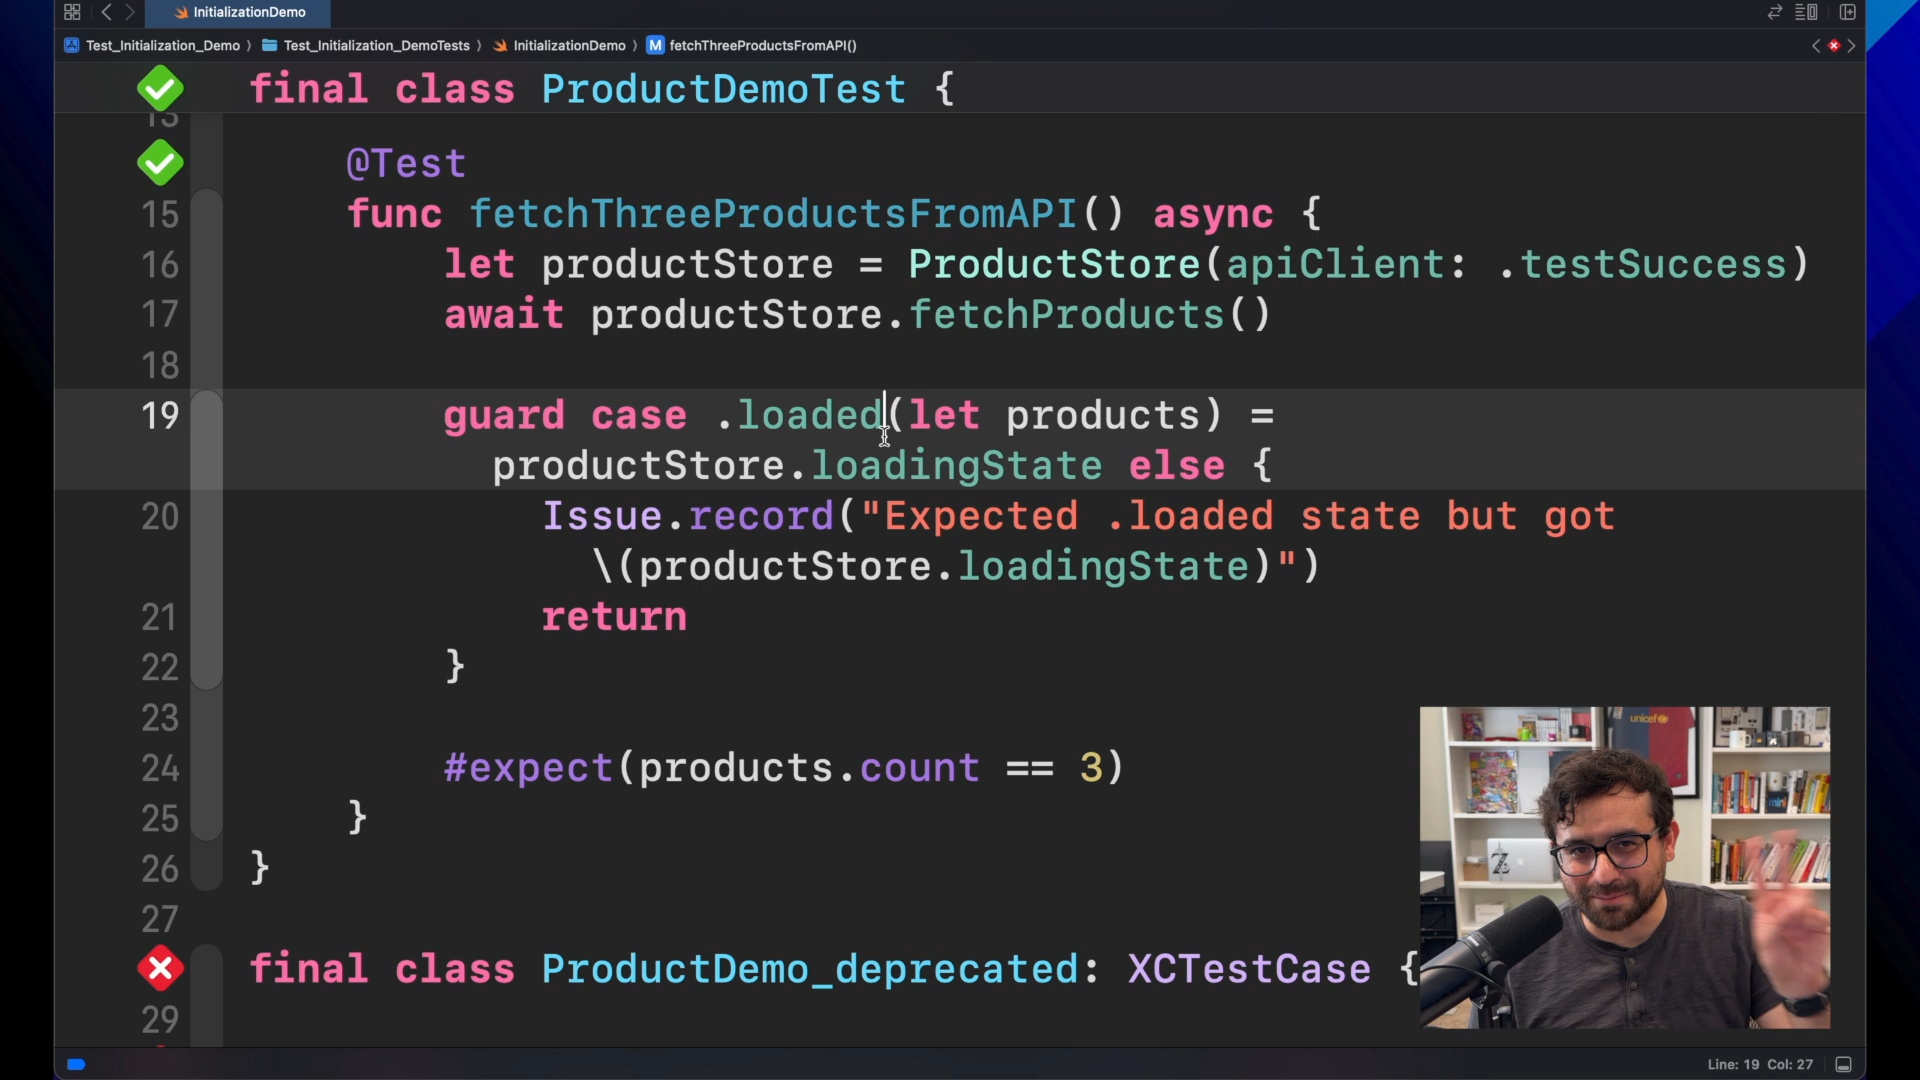 InitializationDemo
Test_Initialization_Demo 〉 Test_Initialization_DemoTests 〉 InitializationDemo 〉 M fetchThreeProductsFromAPI()
final class ProductDemoTest {
13
@Test
15 func fetchThreeProductsFromAPI() async {
16 let productStore = ProductStore(apiClient: .testSuccess)
17 await productStore.fetchProducts()
18
19 guard case .loaded(let products) =
productStore.loadingState else {
20 Issue.record("Expected .loaded state but got
\(productStore.loadingState)")
21 return
22 }
23
24 #expect(products.count == 3)
25 }
26 }
27
final class ProductDemo_deprecated: XCTestCase {
29
unicef
mini
Z
Line: 19 Col: 27